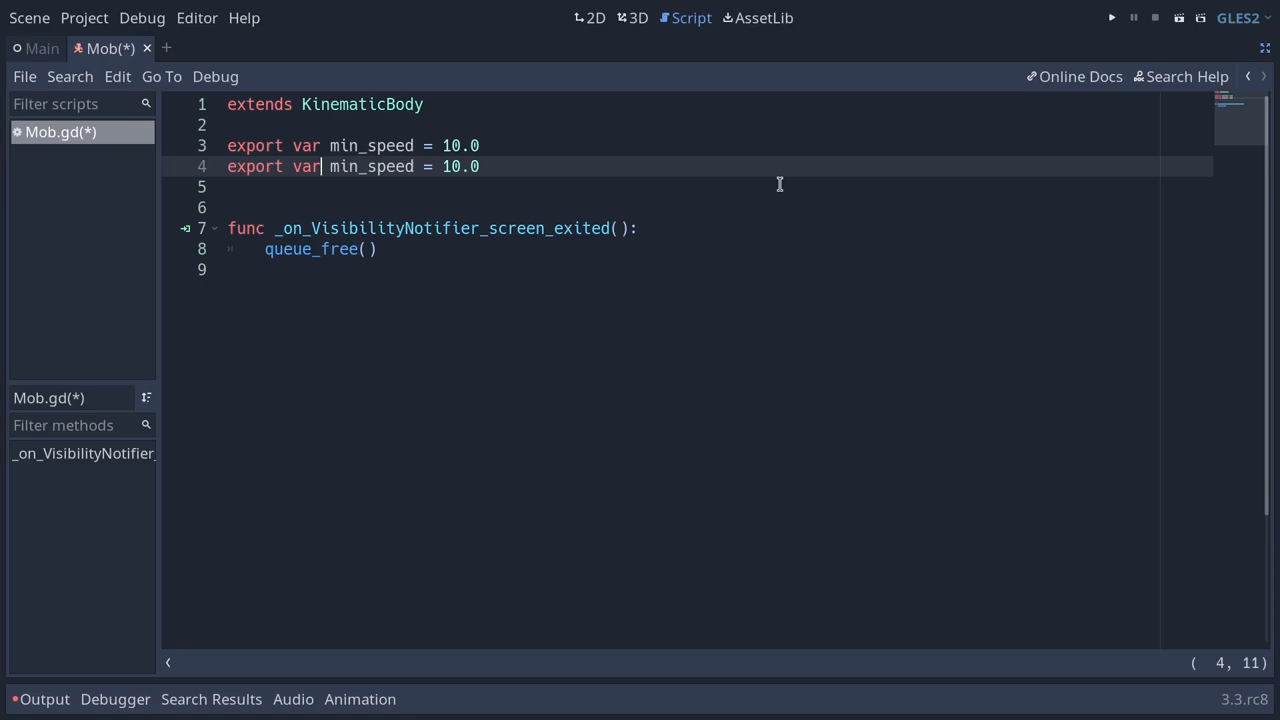 Scene Project Debug Editor Help 2D 3D Script AssetLib GLES2
Main Mob(*)
File Search Edit Go To Debug Online Docs Search Help
Filter scripts
Mob.gd(*)
1 extends KinematicBody
2
3 export var min_speed = 10.0
4 export var min_speed = 10.0
5
6
7 func _on_VisibilityNotifier_screen_exited():
8 queue_free()
9
Mob.gd(*)
Filter methods
_on_VisibilityNotifier_
( 4, 11)
Output Debugger Search Results Audio Animation 3.3.rc8